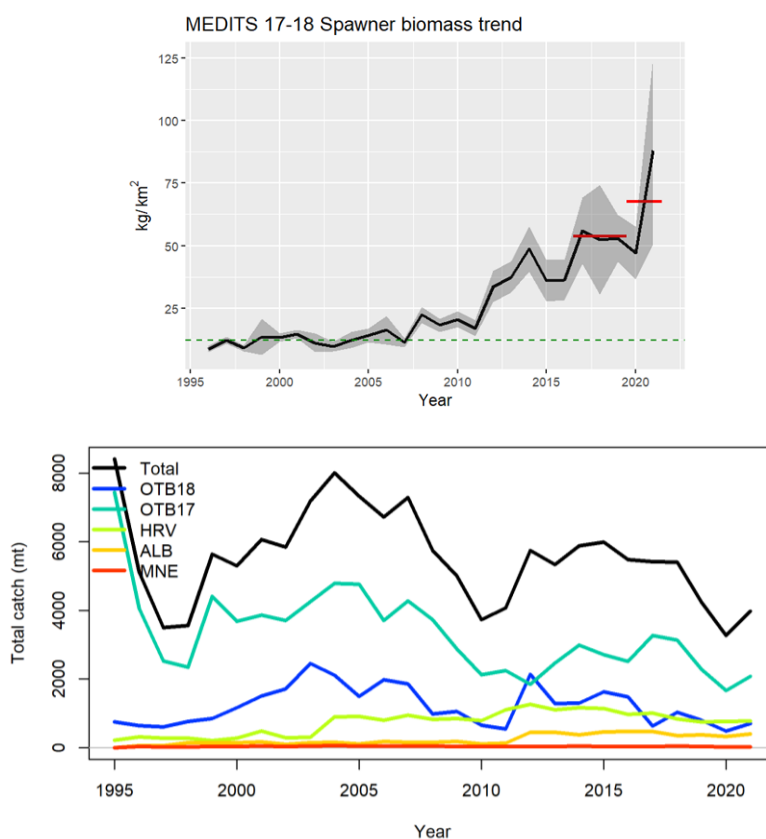 MEDITS 17-18 Spawner biomass trend
125
100
75
50
25
kg/km²
1995 2000 2005 2010 2015 2020
Year
Total
OTB18
OTB17
HRV
ALB
MNE
8000
6000
4000
2000
0
Total catch (mt)
1995 2000 2005 2010 2015 2020
Year